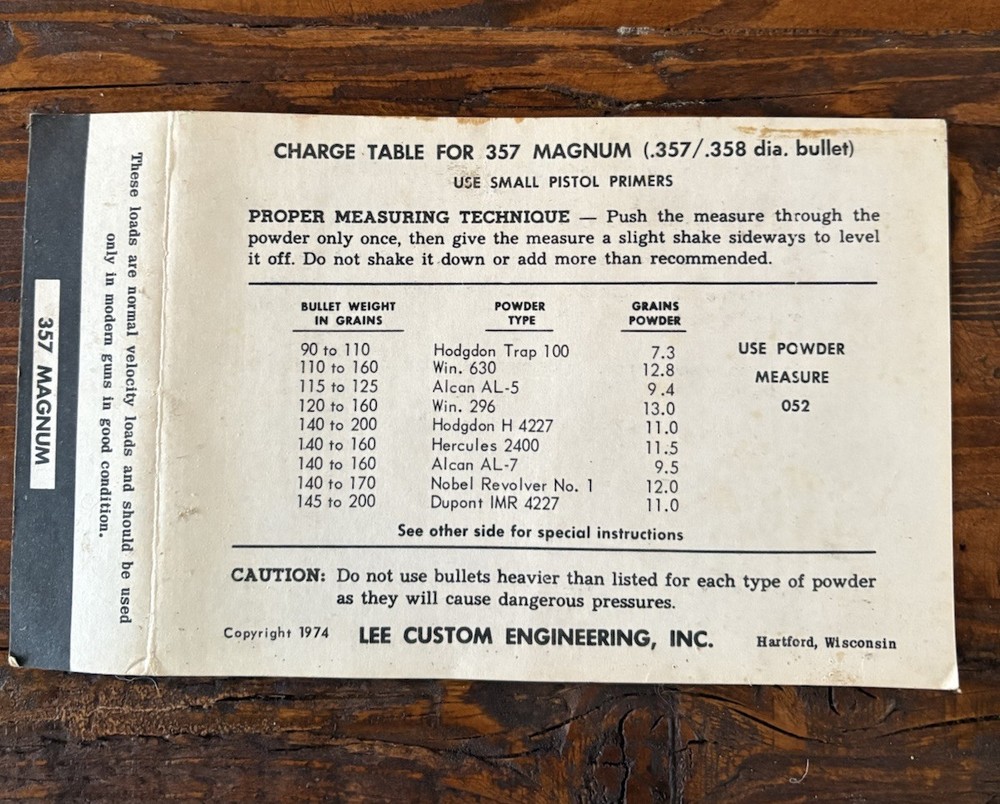 CHARGE TABLE FOR 357 MAGNUM (.357/.358 dia. bullet)
USE SMALL PISTOL PRIMERS
PROPER MEASURING TECHNIQUE — Push the measure through the
powder only once, then give the measure a slight shake sideways to level
it off. Do not shake it down or add more than recommended.
BULLET WEIGHT IN GRAINS POWDER TYPE GRAINS POWDER
90 to 110 Hodgdon Trap 100 7.3
110 to 160 Win. 630 12.8
115 to 125 Alcan AL-5 9.4
120 to 160 Win. 296 13.0
140 to 200 Hodgdon H 4227 11.0
140 to 160 Hercules 2400 11.5
140 to 160 Alcan AL-7 9.5
140 to 170 Nobel Revolver No. 1 12.0
145 to 200 Dupont IMR 4227 11.0
USE POWDER
MEASURE
052
See other side for special instructions
CAUTION: Do not use bullets heavier than listed for each type of powder
as they will cause dangerous pressures.
Copyright 1974 LEE CUSTOM ENGINEERING, INC. Hartford, Wisconsin
These loads are normal velocity loads and should be used
only in modern guns in good condition.
357 MAGNUM